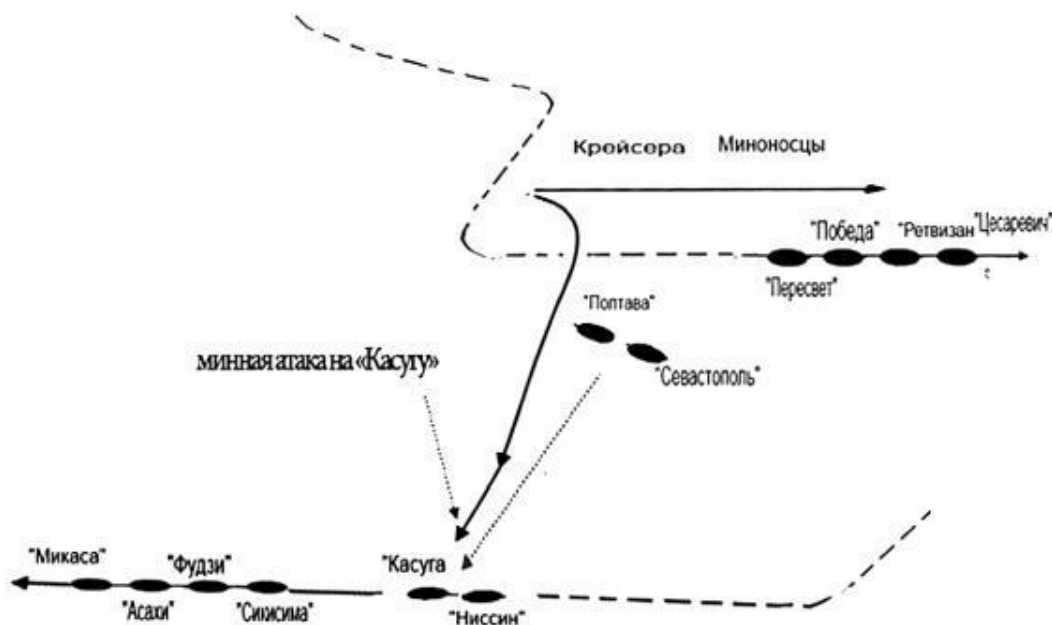 Крейсера Миноносцы
"Победа" "Ретвизан "Цесаревич"
"Пересвет"
"Полтава"
"Севастополь"
минная атака на «Касугу»
"Микаса" "Фудзи" "Касуга
"Асахи" "Сикисима" "Ниссин"